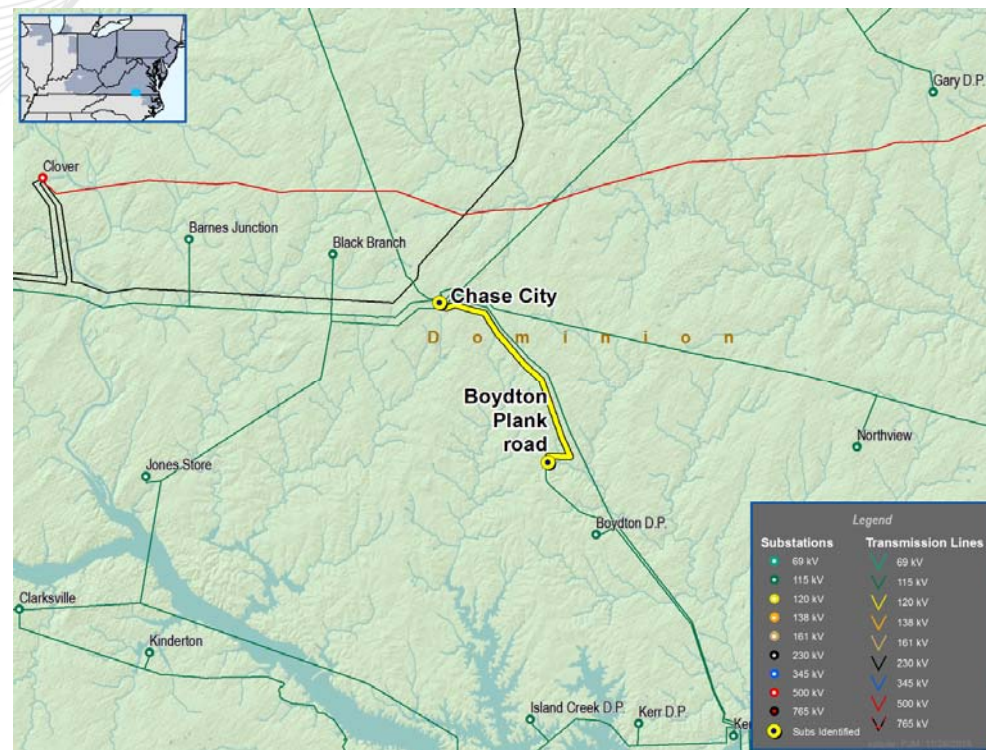 Gary D.P.
Clover
Barnes Junction
Black Branch
Chase City
Dominion
Boydton
Plank
road
Northview
Jones Store
Boydton D.P.
Clarksville
Kinderton
Island Creek D.P.
Kerr D.P.
Legend
Substations
Transmission Lines
69 kV
69 kV
115 kV
115 kV
120 kV
120 kV
138 kV
138 kV
161 kV
161 kV
230 kV
230 kV
345 kV
345 kV
500 kV
500 kV
765 kV
765 kV
Subs Identified